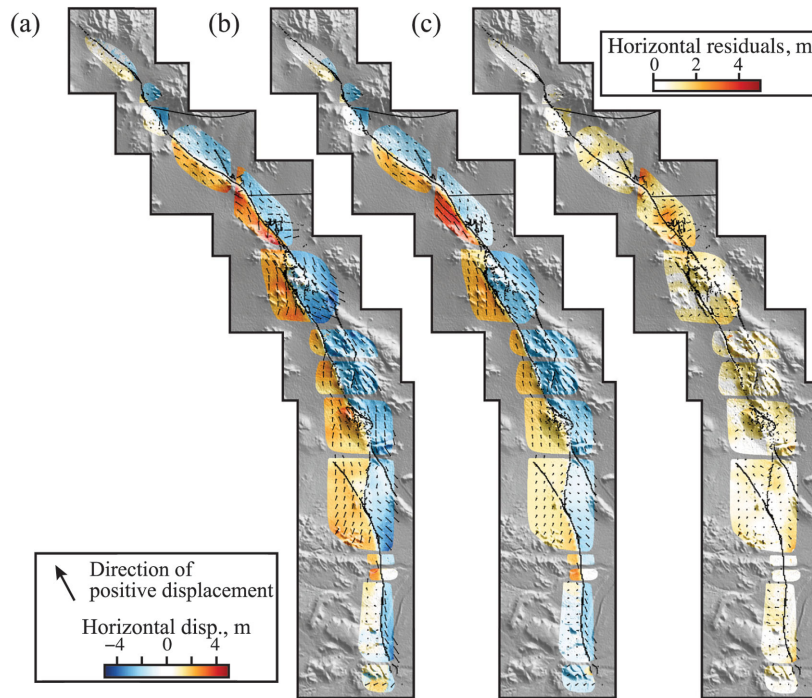 (a)
(b)
(c)
Horizontal residuals, m
0 2 4
Direction of
positive displacement
Horizontal disp., m
−4 0 4